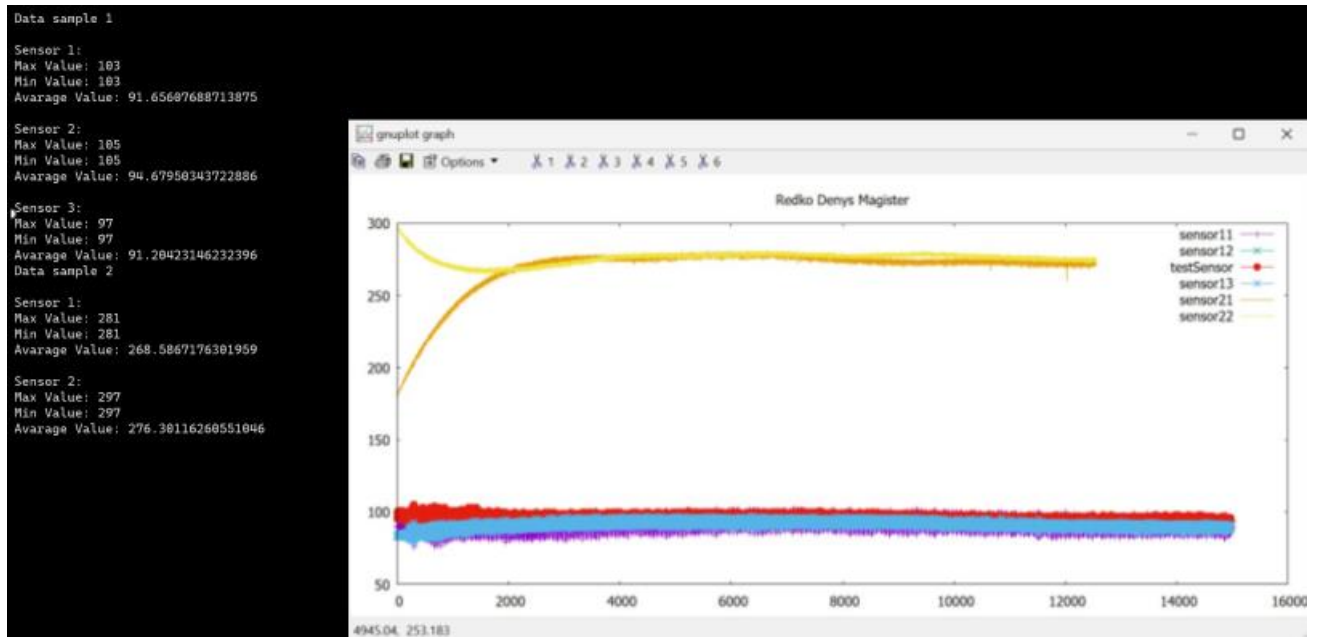 Data sample 1
Sensor 1:
Max Value: 103
Min Value: 103
Avarage Value: 91.65607688713875
Sensor 2:
Max Value: 105
Min Value: 105
Avarage Value: 94.67950343722886
Sensor 3:
Max Value: 97
Min Value: 97
Avarage Value: 91.20423146232396
Data sample 2
Sensor 1:
Max Value: 281
Min Value: 281
Avarage Value: 268.5867176301959
Sensor 2:
Max Value: 297
Min Value: 297
Avarage Value: 276.30116260551046
gnuplot graph
Options 1 2 3 4 5 6
Redko Denys Magister
sensor11
sensor12
testSensor
sensor13
sensor21
sensor22
300
250
200
150
100
50
0 2000 4000 6000 8000 10000 12000 14000 16000
4945.04, 253.183